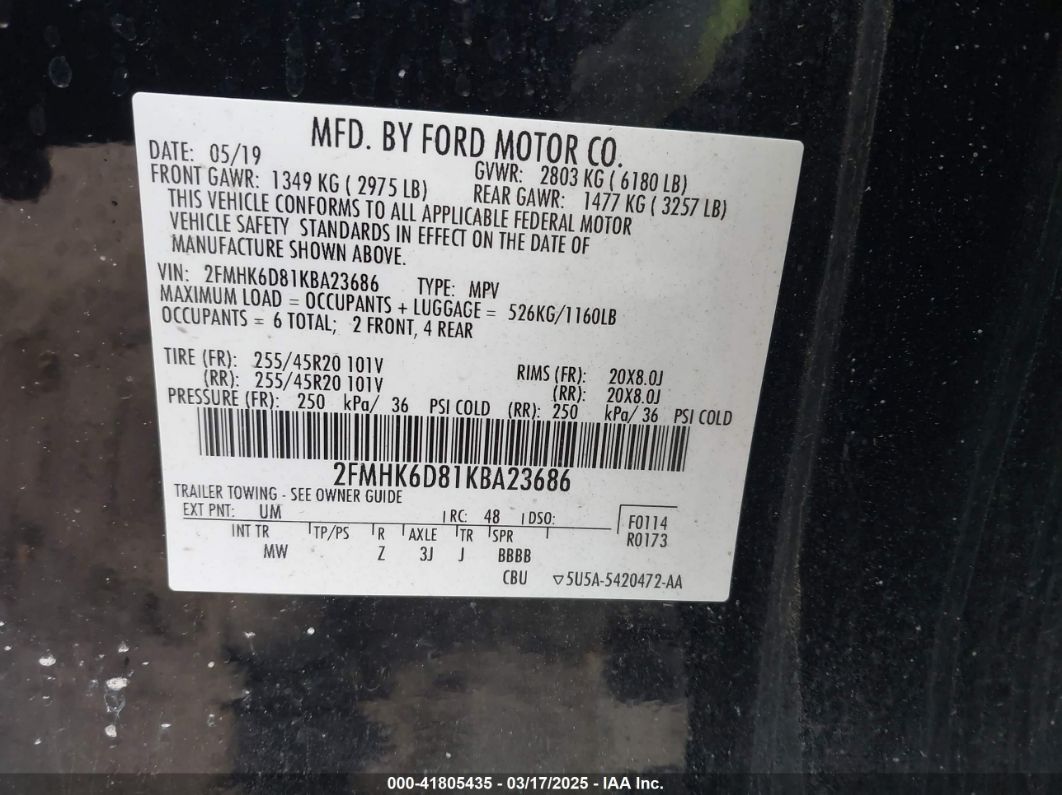 MFD. BY FORD MOTOR CO.
DATE: 05/19 GVWR: 2803 KG ( 6180 LB)
FRONT GAWR: 1349 KG ( 2975 LB) REAR GAWR: 1477 KG ( 3257 LB)
THIS VEHICLE CONFORMS TO ALL APPLICABLE FEDERAL MOTOR
VEHICLE SAFETY STANDARDS IN EFFECT ON THE DATE OF
MANUFACTURE SHOWN ABOVE.
VIN: 2FMHK6D81KBA23686 TYPE: MPV
MAXIMUM LOAD = OCCUPANTS + LUGGAGE = 526KG/1160LB
OCCUPANTS = 6 TOTAL; 2 FRONT, 4 REAR
TIRE (FR): 255/45R20 101V RIMS (FR): 20X8.0J
(RR): 255/45R20 101V (RR): 20X8.0J
PRESSURE (FR): 250 kPa/ 36 PSI COLD (RR): 250 kPa/ 36 PSI COLD
2FMHK6D81KBA23686
TRAILER TOWING - SEE OWNER GUIDE
EXT PNT: UM RC: 48 DSO: F0114
INT TR TP/PS R AXLE TR SPR R0173
MW Z 3J J BBBB
CBU ▽5U5A-5420472-AA
000-41805435 - 03/17/2025 - IAA Inc.